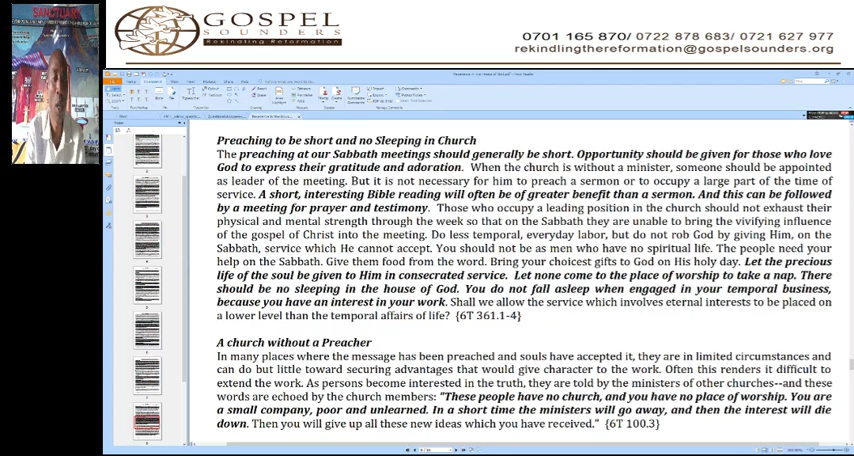 SANCTUARY
GOSPEL
SOUNDERS
Rekindling Reformation
0701 165 870/ 0722 878 683/ 0721 627 977
rekindlingthereformation@gospelsounders.org
Preaching to be short and no Sleeping in Church
The preaching at our Sabbath meetings should generally be short. Opportunity should be given for those who love
God to express their gratitude and adoration. When the church is without a minister, someone should be appointed
as leader of the meeting. But it is not necessary for him to preach a sermon or to occupy a large part of the time of
service. A short, interesting Bible reading will often be of greater benefit than a sermon. And this can be followed
by a meeting for prayer and testimony. Those who occupy a leading position in the church should not exhaust their
physical and mental strength through the week so that on the Sabbath they are unable to bring the vivifying influence
of the gospel of Christ into the meeting. Do less temporal, everyday labor, but do not rob God by giving Him, on the
Sabbath, service which He cannot accept. You should not be as men who have no spiritual life. The people need your
help on the Sabbath. Give them food from the word. Bring your choicest gifts to God on His holy day. Let the precious
life of the soul be given to Him in consecrated service. Let none come to the place of worship to take a nap. There
should be no sleeping in the house of God. You do not fall asleep when engaged in your temporal business,
because you have an interest in your work. Shall we allow the service which involves eternal interests to be placed on
a lower level than the temporal affairs of life? {6T 361.1-4}
A church without a Preacher
In many places where the message has been preached and souls have accepted it, they are in limited circumstances and
can do but little toward securing advantages that would give character to the work. Often this renders it difficult to
extend the work. As persons become interested in the truth, they are told by the ministers of other churches--and these
words are echoed by the church members: "These people have no church, and you have no place of worship. You are
a small company, poor and unlearned. In a short time the ministers will go away, and then the interest will die
down. Then you will give up all these new ideas which you have received." {6T 100.3}